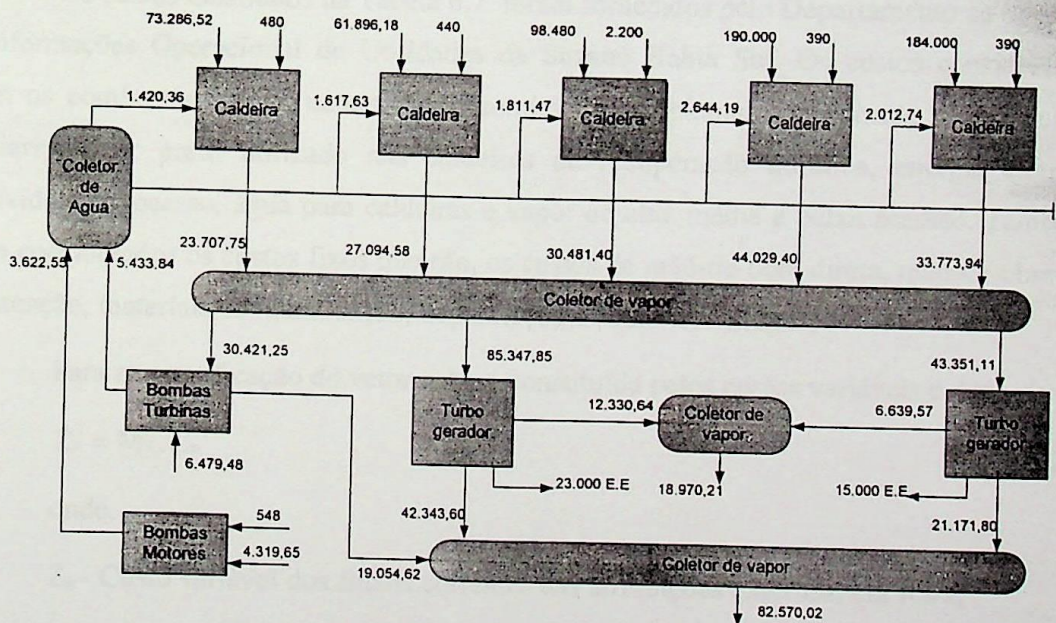 73.286,52 480 61.896,18 440 98.480 2.200 190.000 390 184.000 390
Caldeira Caldeira Caldeira Caldeira Caldeira
1.420,36 1.617,63 1.811,47 2.644,19 2.012,74
Coletor
de
Agua
3.622,55 5.433,84 23.707,75 27.094,58 30.481,40 44.029,40 33.773,94
Coletor de vapor
30.421,25 85.347,85 43.351,11
Bombas
Turbinas
6.479,48
Turbo
gerador
12.330,64
Coletor de
vapor
6.639,57
Turbo
gerador
23.000 E.E 18.970,21 15.000 E.E
42.343,60 21.171,80
Bombas
Motores
548
4.319,65
19.054,62
Coletor de vapor
82.570,02